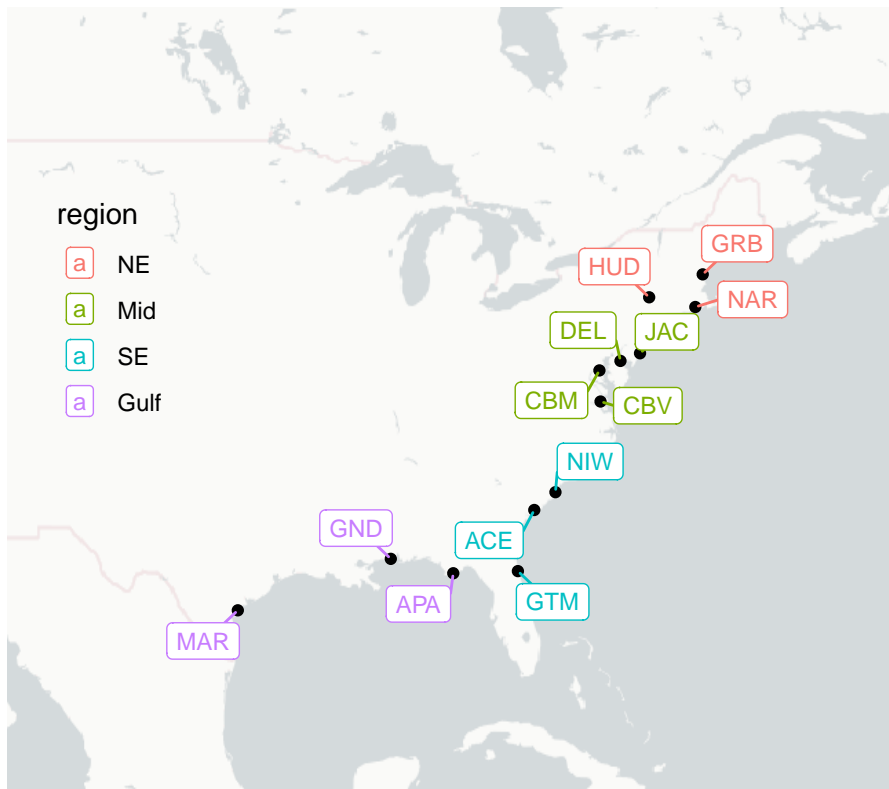 region
a NE
a Mid
a SE
a Gulf
GRB
HUD
NAR
DEL
JAC
CBM
CBV
NIW
GND
ACE
GTM
APA
MAR